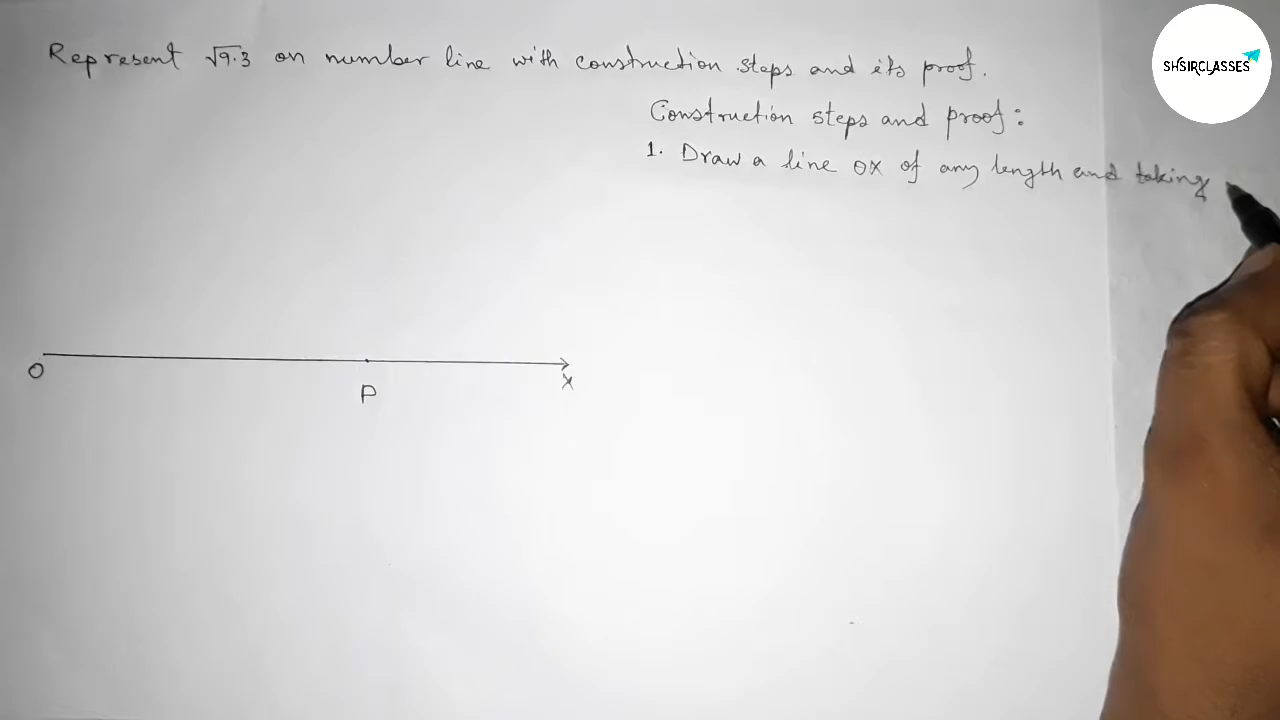 Represent √9.3 on number line with construction steps and its proof.
SHSIRCLASSES
Construction steps and proof:
1. Draw a line OX of any length and taking
O
P
X